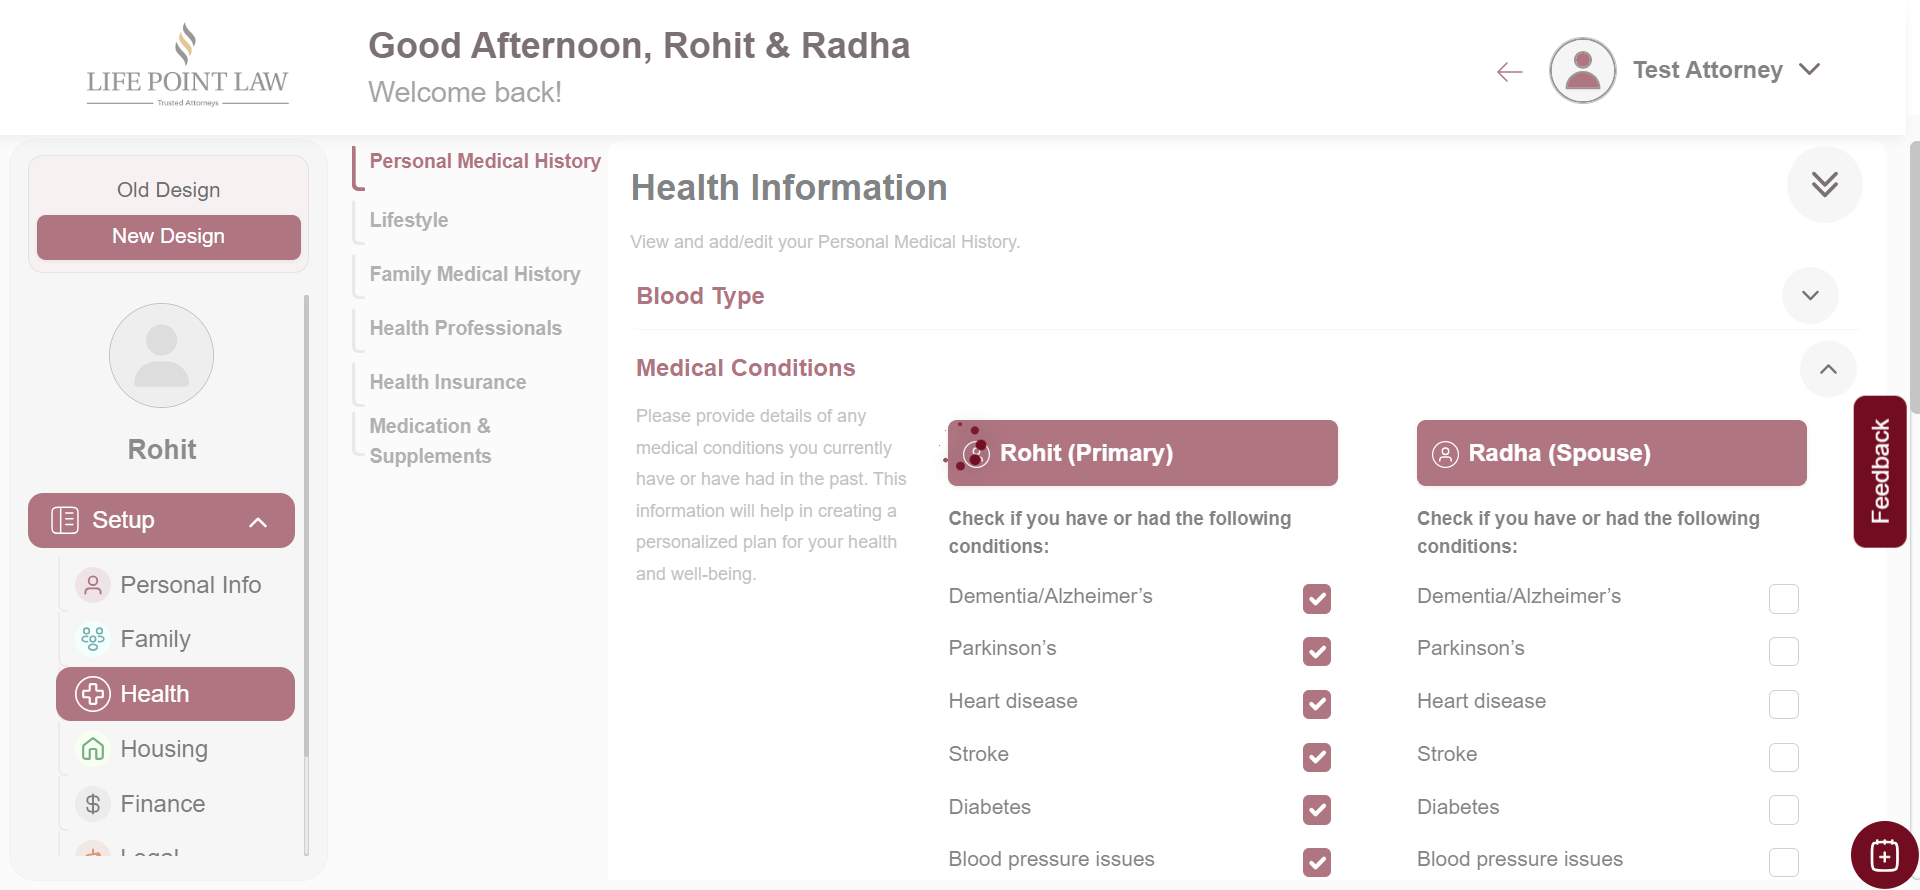 LIFE POINT LAW
Trusted Attorneys
Good Afternoon, Rohit & Radha
Welcome back!
Test Attorney
Old Design
New Design
Rohit
Setup
Personal Info
Family
Health
Housing
Finance
Legal
Personal Medical History
Lifestyle
Family Medical History
Health Professionals
Health Insurance
Medication &
Supplements
Health Information
View and add/edit your Personal Medical History.
Blood Type
Medical Conditions
Please provide details of any
medical conditions you currently
have or have had in the past. This
information will help in creating a
personalized plan for your health
and well-being.
Rohit (Primary)
Check if you have or had the following
conditions:
Dementia/Alzheimer’s
Parkinson’s
Heart disease
Stroke
Diabetes
Blood pressure issues
Radha (Spouse)
Check if you have or had the following
conditions:
Dementia/Alzheimer’s
Parkinson’s
Heart disease
Stroke
Diabetes
Blood pressure issues
Feedback